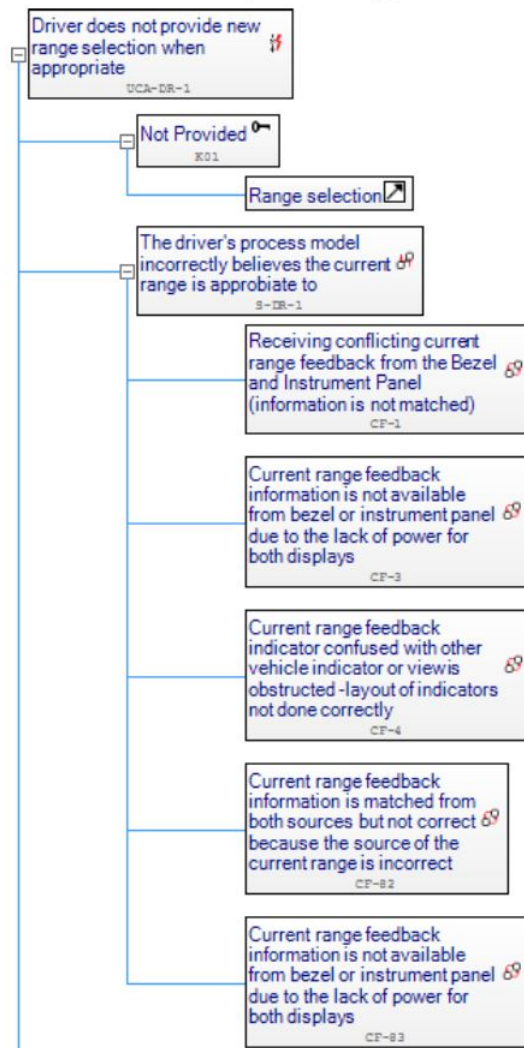 Driver does not provide new
range selection when
appropriate
UCA-DR-1
Not Provided
K01
Range selection
The driver's process model
incorrectly believes the current
range is approbiate to
S-DR-1
Receiving conflicting current
range feedback from the Bezel
and Instrument Panel
(information is not matched)
CF-1
Current range feedback
information is not available
from bezel or instrument panel
due to the lack of power for
both displays
CF-3
Current range feedback
indicator confused with other
vehicle indicator or view is
obstructed -layout of indicators
not done correctly
CF-4
Current range feedback
information is matched from
both sources but not correct
because the source of the
current range is incorrect
CF-82
Current range feedback
information is not available
from bezel or instrument panel
due to the lack of power for
both displays
CF-83